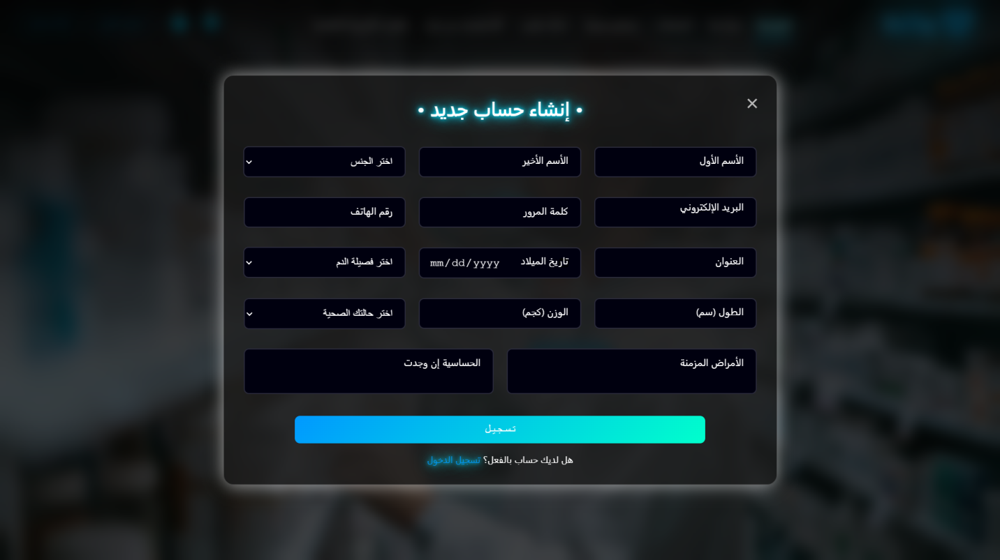 • إنشاء حساب جديد •
✕
الأسم الأول
الأسم الأخير
اختر الجنس
البريد الإلكتروني
كلمة المرور
رقم الهاتف
العنوان
تاريخ الميلاد mm/dd/yyyy
اختر فصيلة الدم
الطول (سم)
الوزن (كجم)
اختر حالتك الصحية
الأمراض المزمنة
الحساسية إن وجدت
تسجيل
هل لديك حساب بالفعل؟ تسجيل الدخول